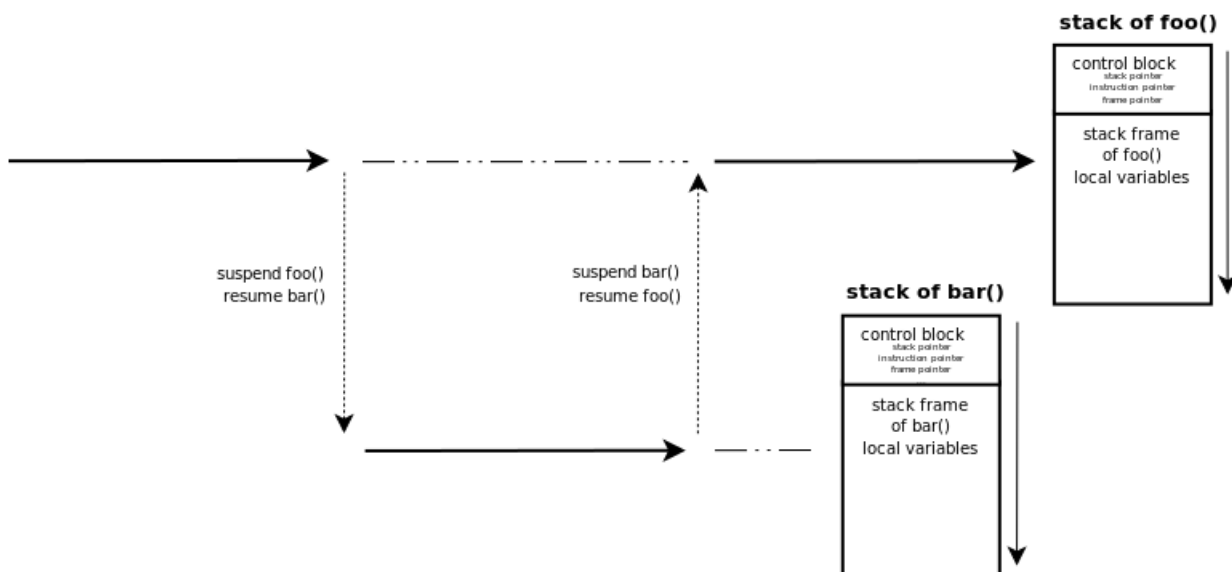 stack of foo()
control block
stack pointer
instruction pointer
frame pointer
stack frame
of foo()
local variables
suspend foo()
resume bar()
suspend bar()
resume foo()
stack of bar()
control block
stack pointer
instruction pointer
frame pointer
...
stack frame
of bar()
local variables